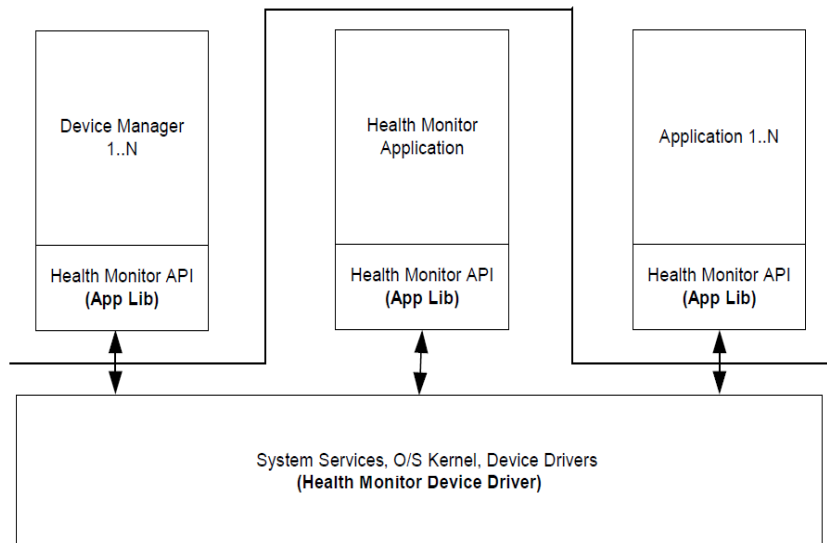 Device Manager
1..N
Health Monitor API
(App Lib)
Health Monitor
Application
Health Monitor API
(App Lib)
Application 1..N
Health Monitor API
(App Lib)
System Services, O/S Kernel, Device Drivers
(Health Monitor Device Driver)